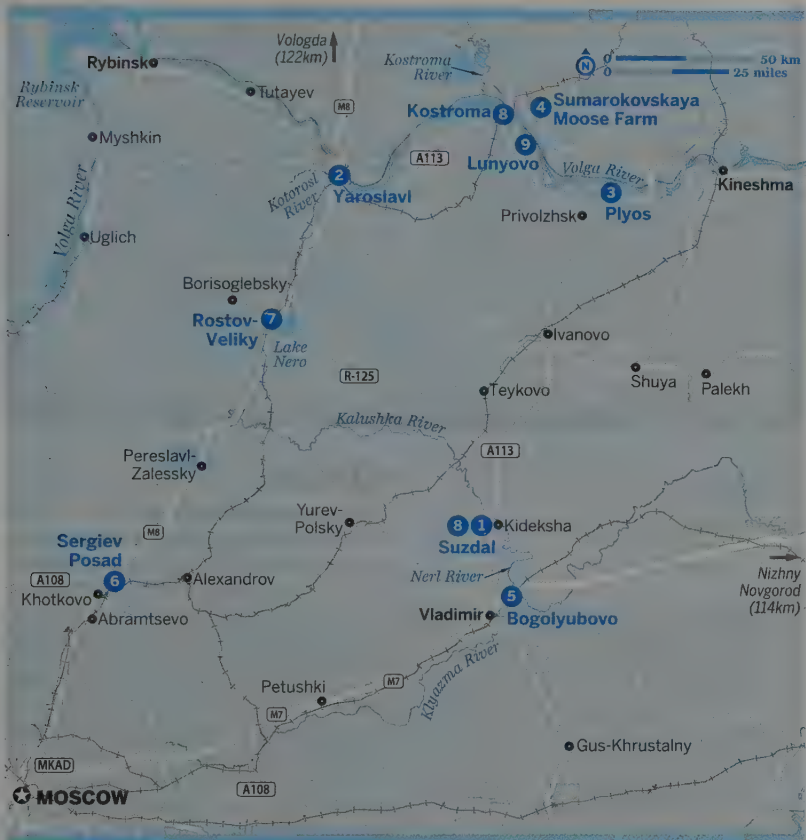 Vologda
(122km)
Kostroma
River
N
0
50 km
0
25 miles
Rybinsk
Rybinsk
Reservoir
Tutayev
M8
Kostroma
8
4
Sumarokovskaya
Moose Farm
Myshkin
A113
9
Lunyovo
Volga River
Kineshma
Kotorosl
River
2
Yaroslavl
3
Plyos
Privolzhsk
Volga River
Uglich
Borisoglebsky
Rostov-
Veliky
7
Lake
Nero
Ivanovo
R-125
Teykovo
Shuya
Palekh
Kalushka River
A113
Pereslavl-
Zalessky
Yurev-
Polsky
8
1
Kideksha
Suzdal
M8
Sergiev
Posad
A108
6
Alexandrov
Khotkovo
Abramtsevo
Nerl River
Nizhny
Novgorod
(114km)
5
Bogolyubovo
Vladimir
Klyazma River
Petushki
M7
M7
Gus-Khrustalny
MKAD
A108
MOSCOW